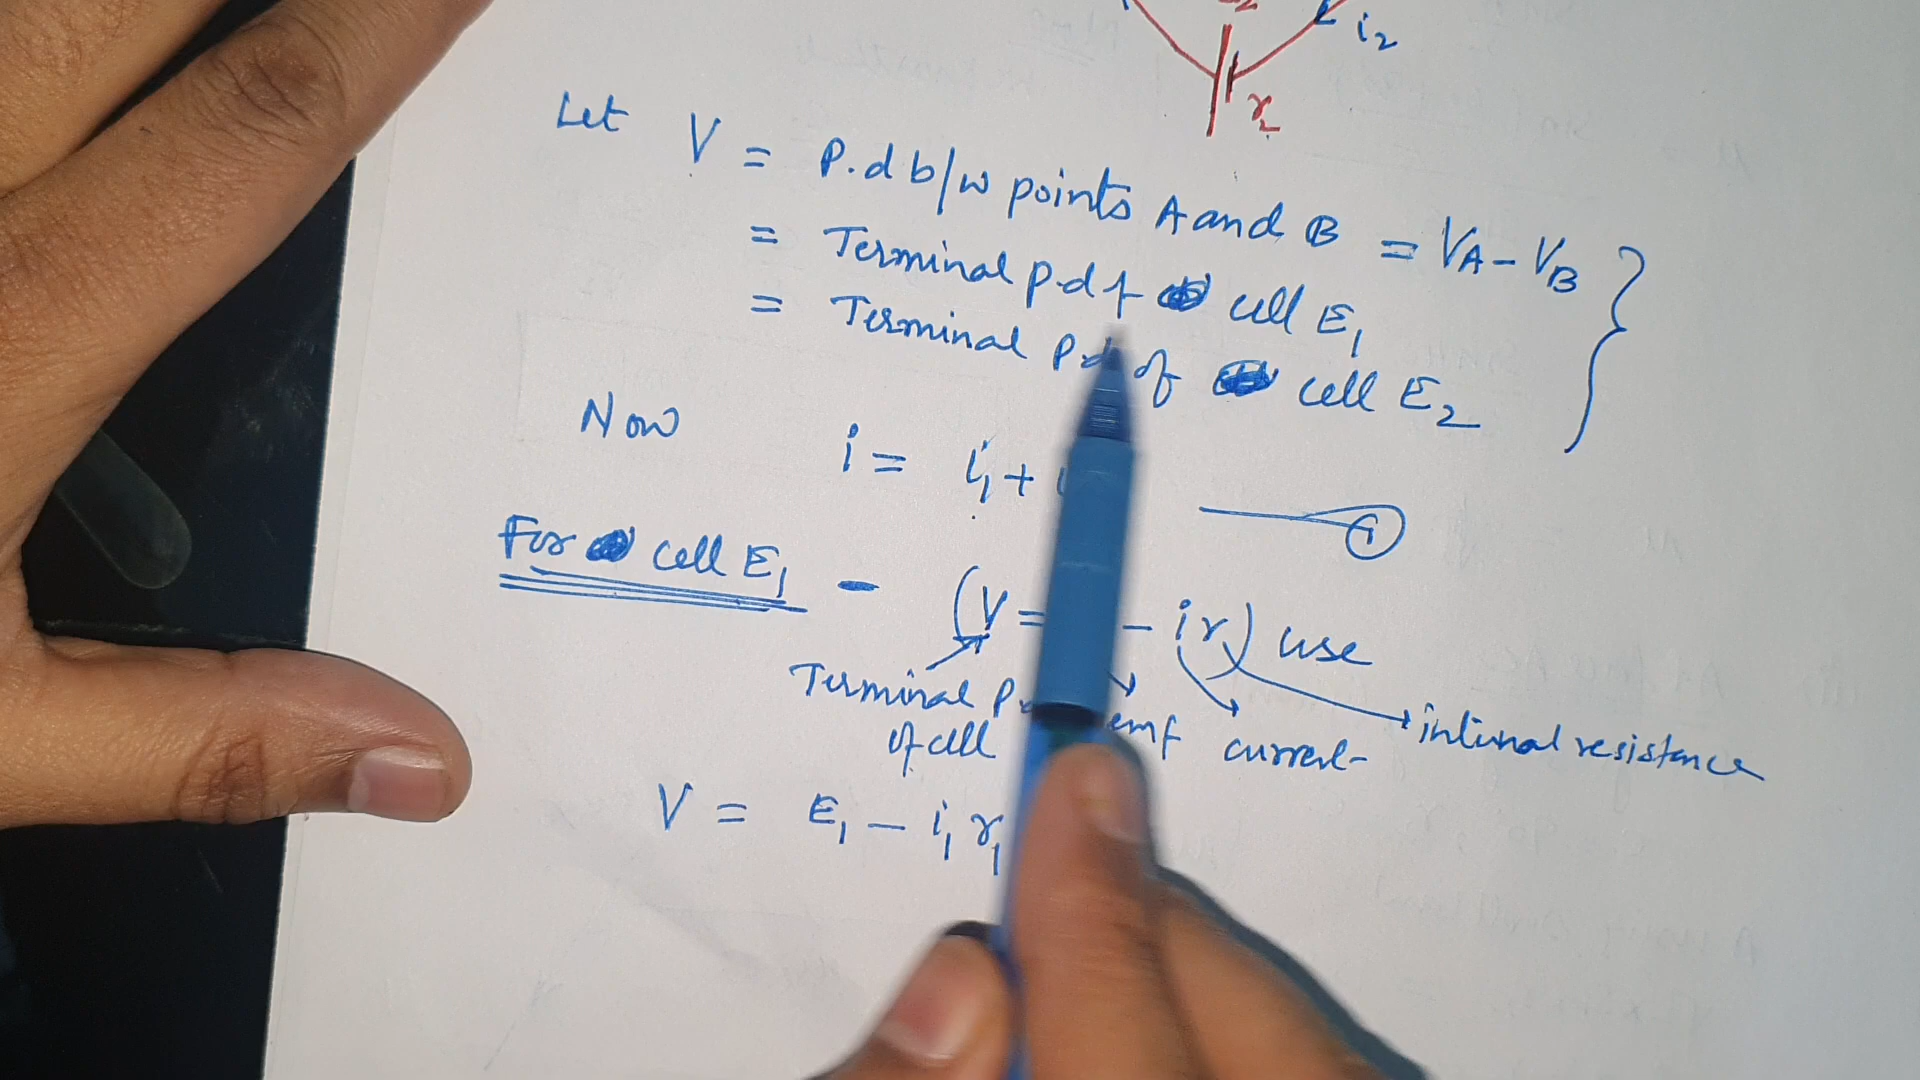 i2
r2
Let V = P.d b/w points A and B = VA - VB
= Terminal p.d of cell E1
= Terminal p.d of cell E2
Now i = i1 +
1
For cell E1 - (V = - ir) use
Terminal
of cell
emf
current
internal resistance
V = E1 - i1 r1